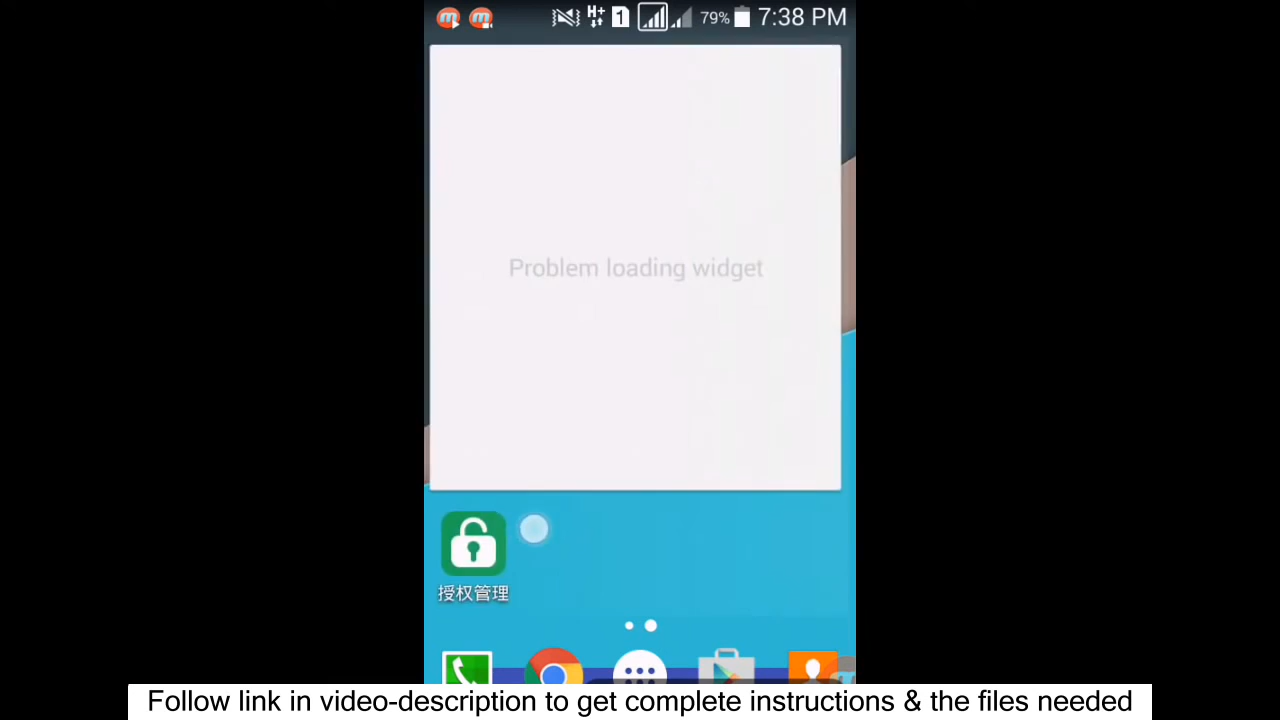 1 79% 7:38 PM
Problem loading widget
授权管理
Follow link in video-description to get complete instructions & the files needed